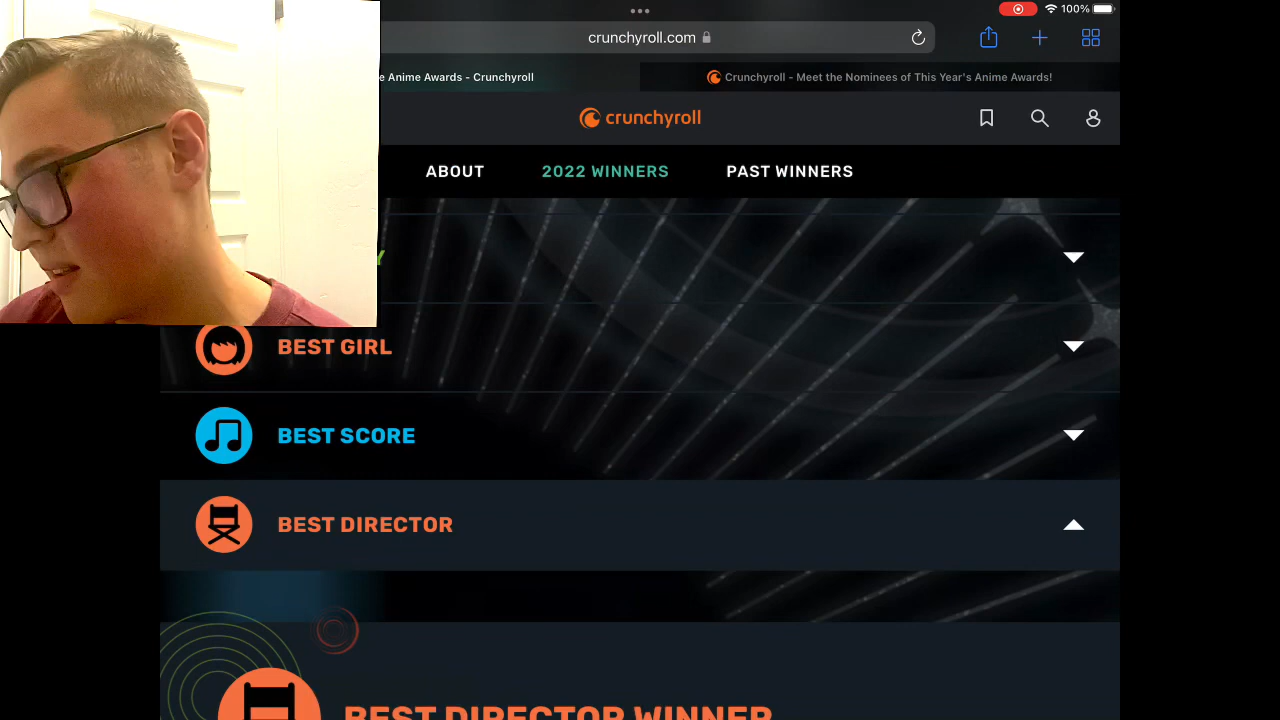 100%
crunchyroll.com
e Anime Awards - Crunchyroll
Crunchyroll - Meet the Nominees of This Year's Anime Awards!
crunchyroll
ABOUT
2022 WINNERS
PAST WINNERS
Y
BEST GIRL
BEST SCORE
BEST DIRECTOR
BEST DIRECTOR WINNER